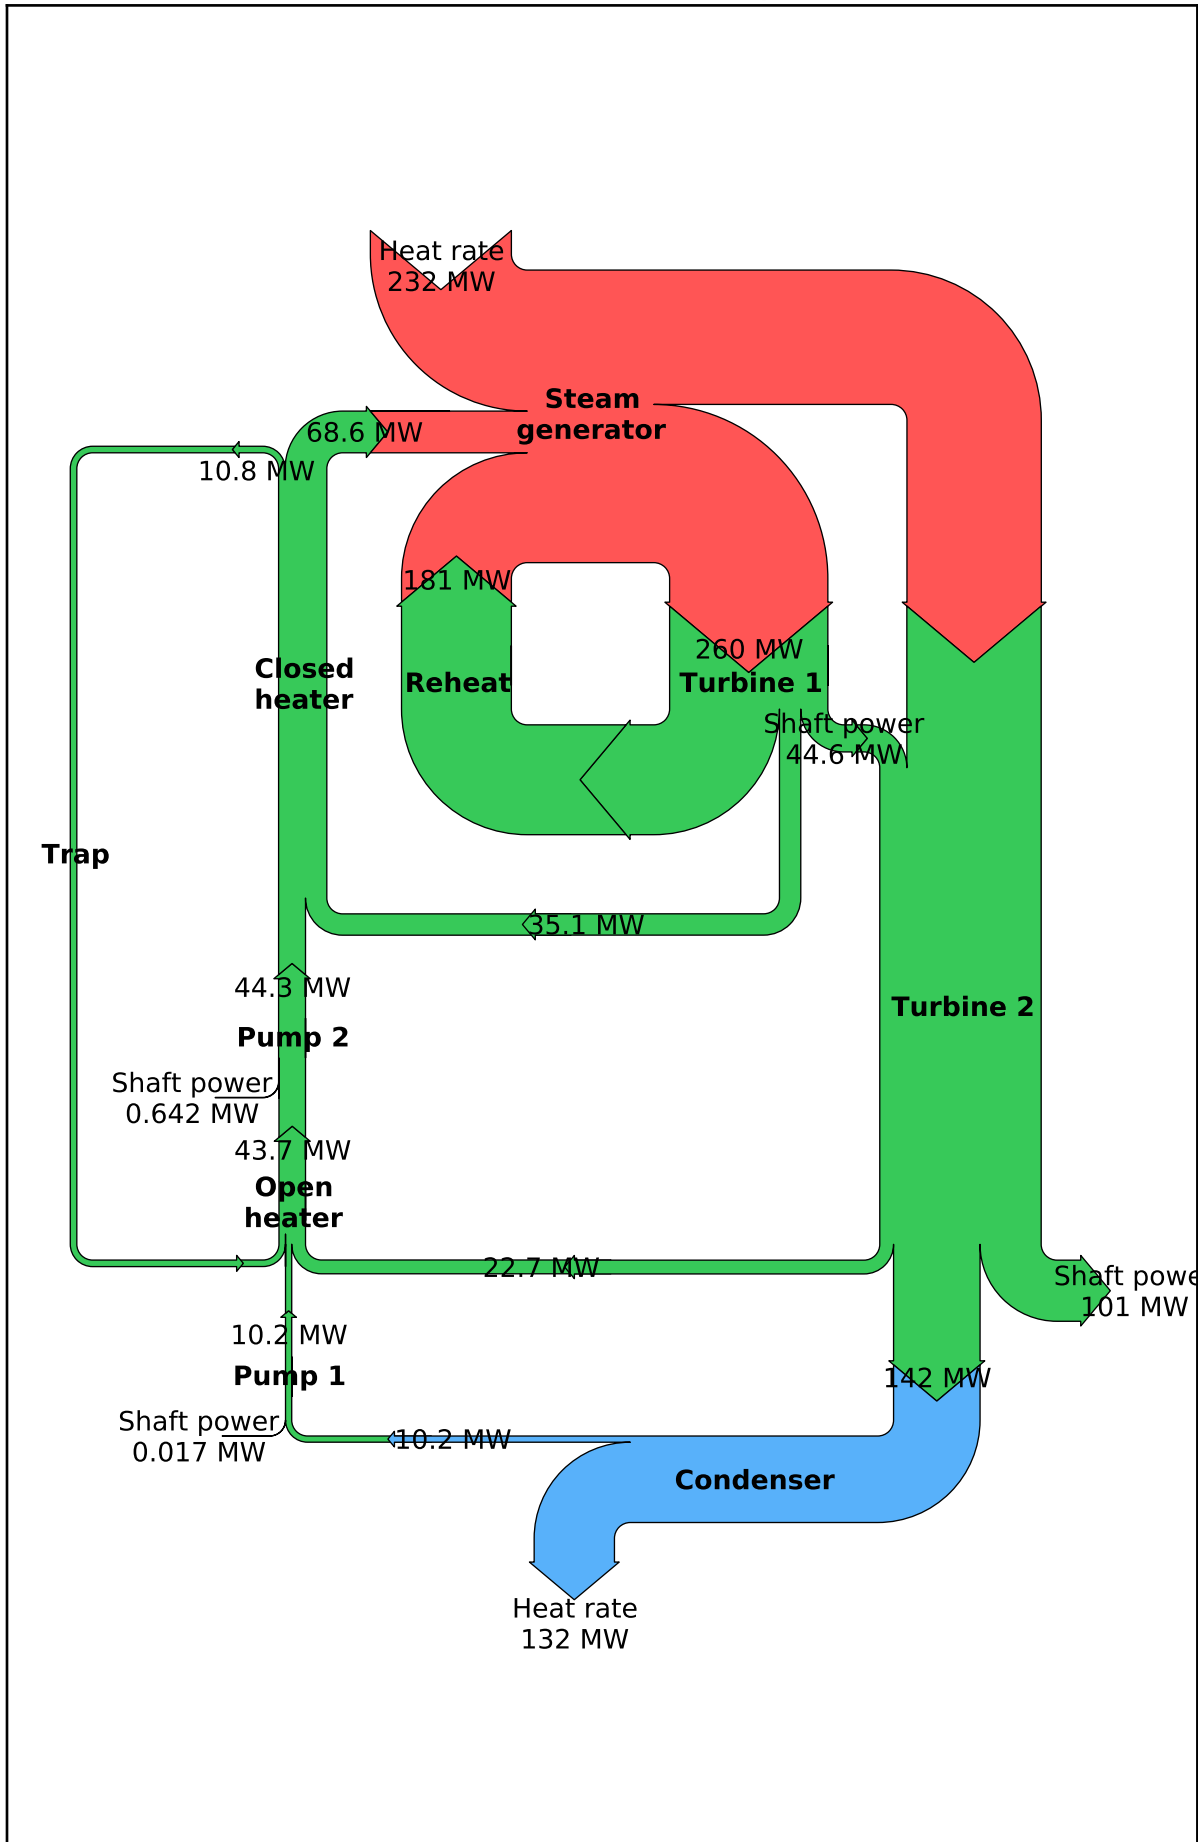 Heat rate
232 MW
Steam
generator
68.6 MW
10.8 MW
181 MW
260 MW
Closed
heater
Reheat
Turbine 1
Shaft power
44.6 MW
Trap
35.1 MW
44.3 MW
Turbine 2
Pump 2
Shaft power
0.642 MW
43.7 MW
Open
heater
22.7 MW
Shaft powe
101 MW
10.2 MW
Pump 1
142 MW
Shaft power
0.017 MW
10.2 MW
Condenser
Heat rate
132 MW